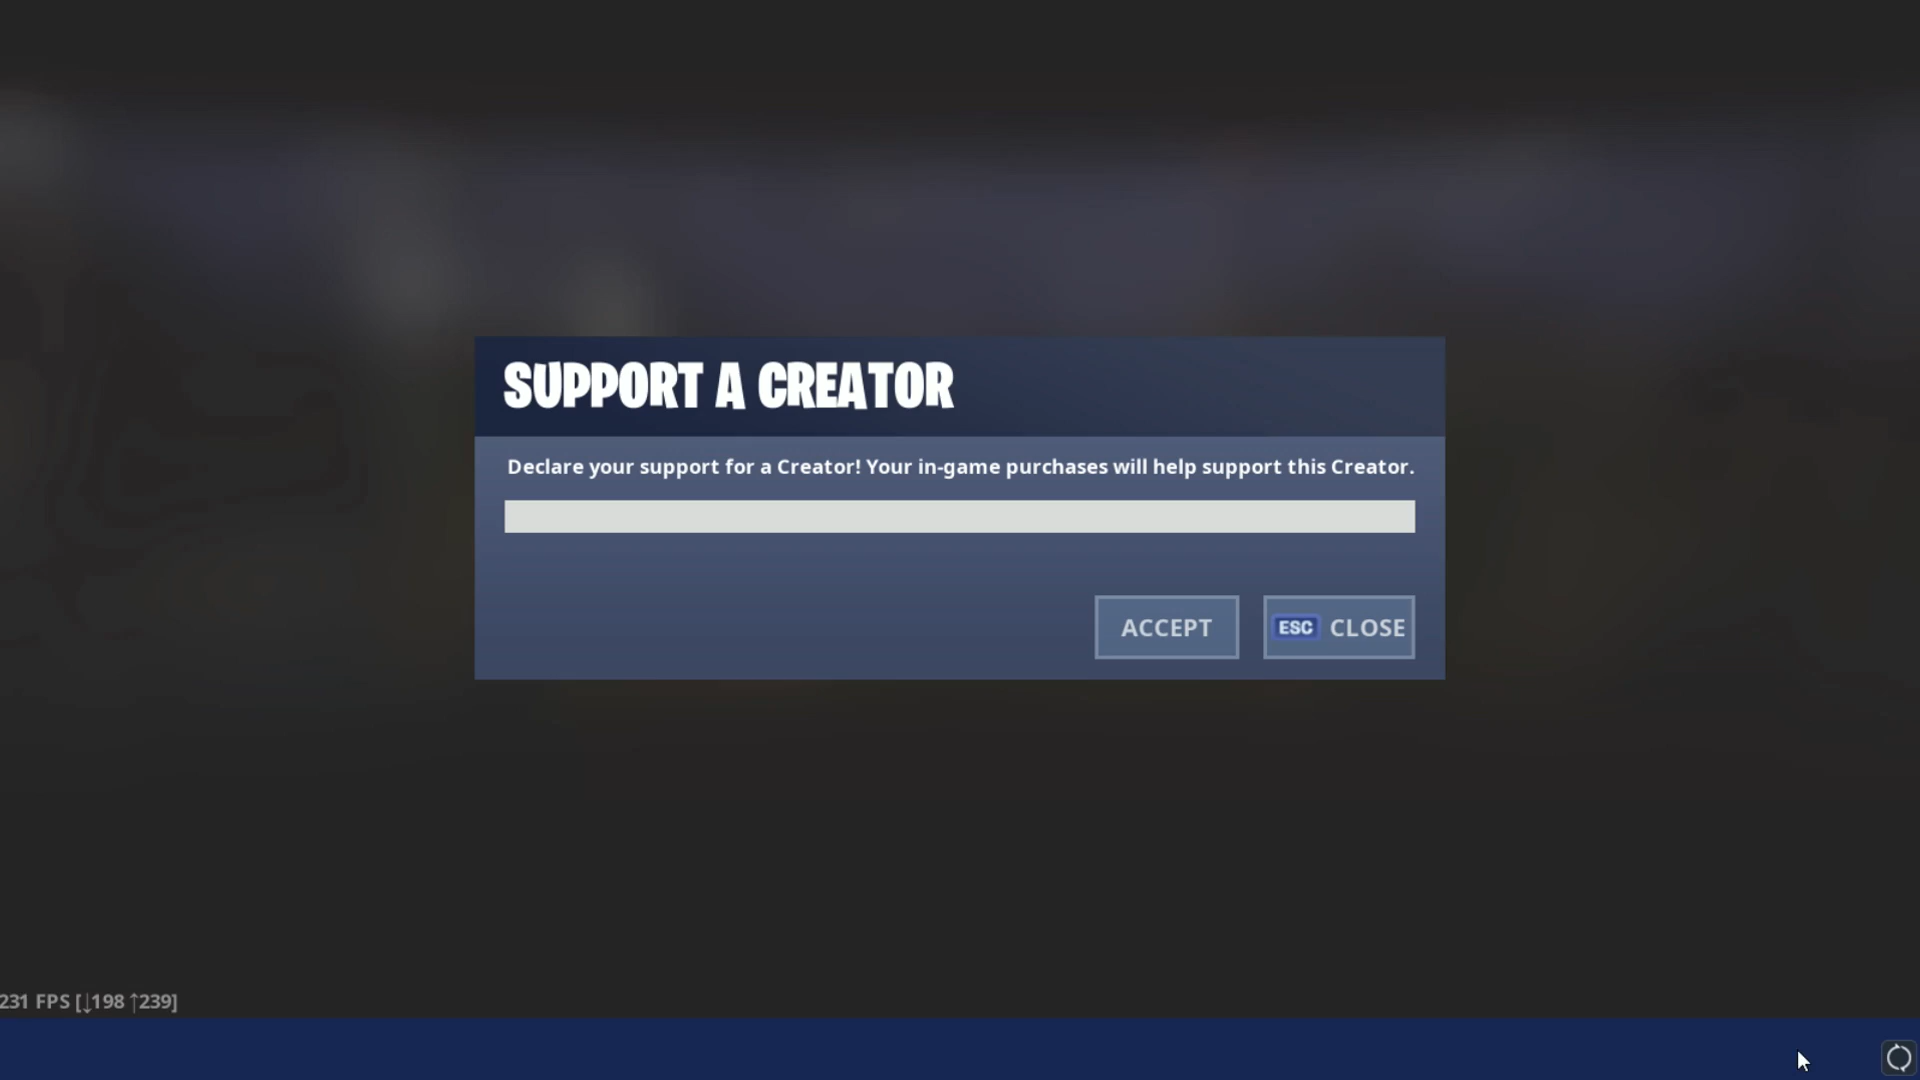 SUPPORT A CREATOR
Declare your support for a Creator! Your in-game purchases will help support this Creator.
ACCEPT
ESC CLOSE
231 FPS [↓198 ↑239]